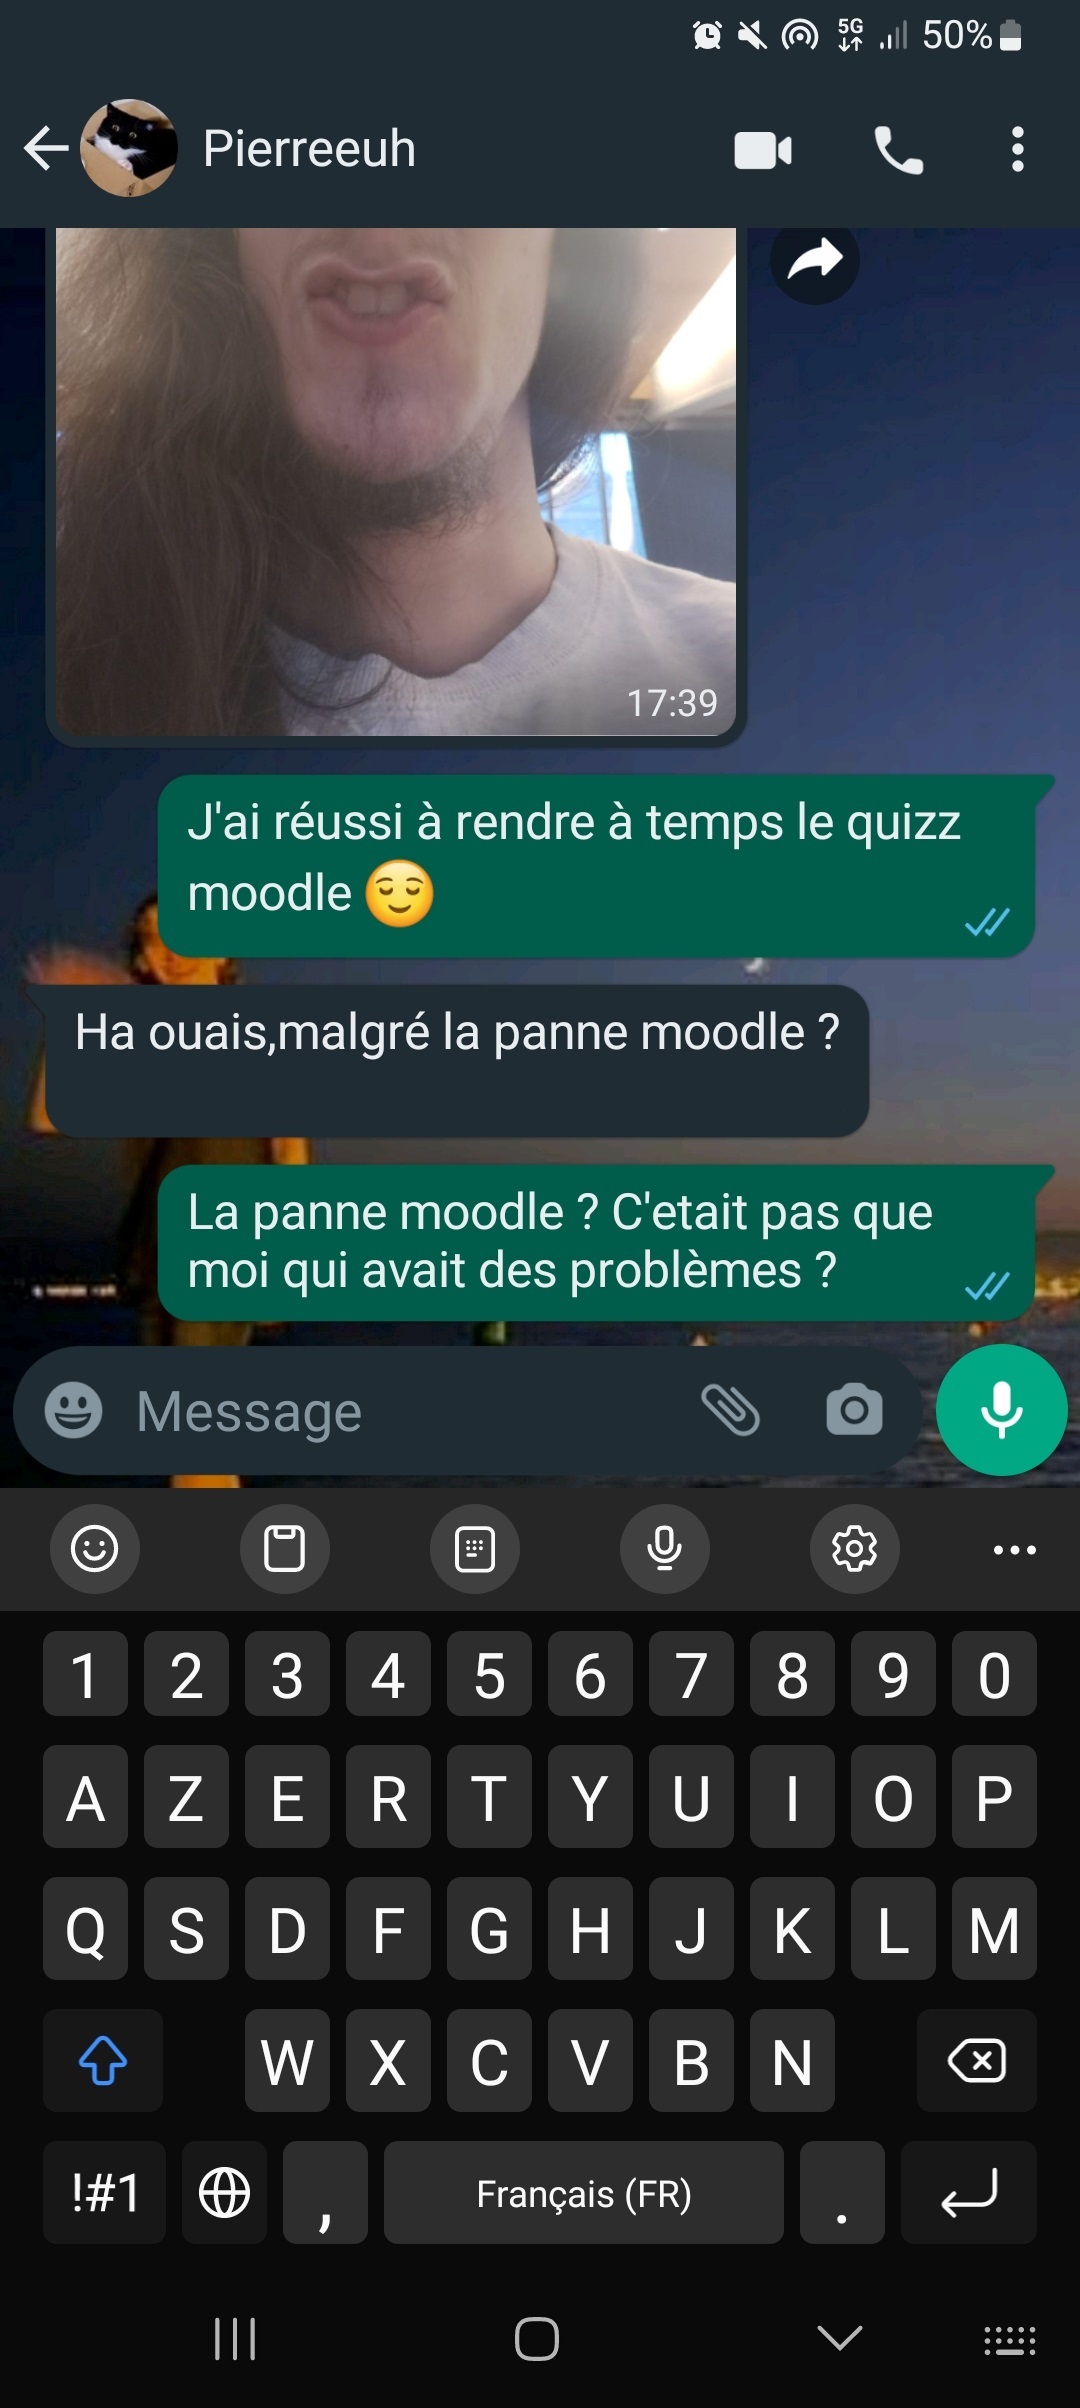 5G 50%
Pierreeuh
17:39
J'ai réussi à rendre à temps le quizz
moodle
Ha ouais,malgré la panne moodle ?
La panne moodle ? C'etait pas que
moi qui avait des problèmes ?
Message
1 2 3 4 5 6 7 8 9 0
A Z E R T Y U I O P
Q S D F G H J K L M
W X C V B N
!#1 , Français (FR) .